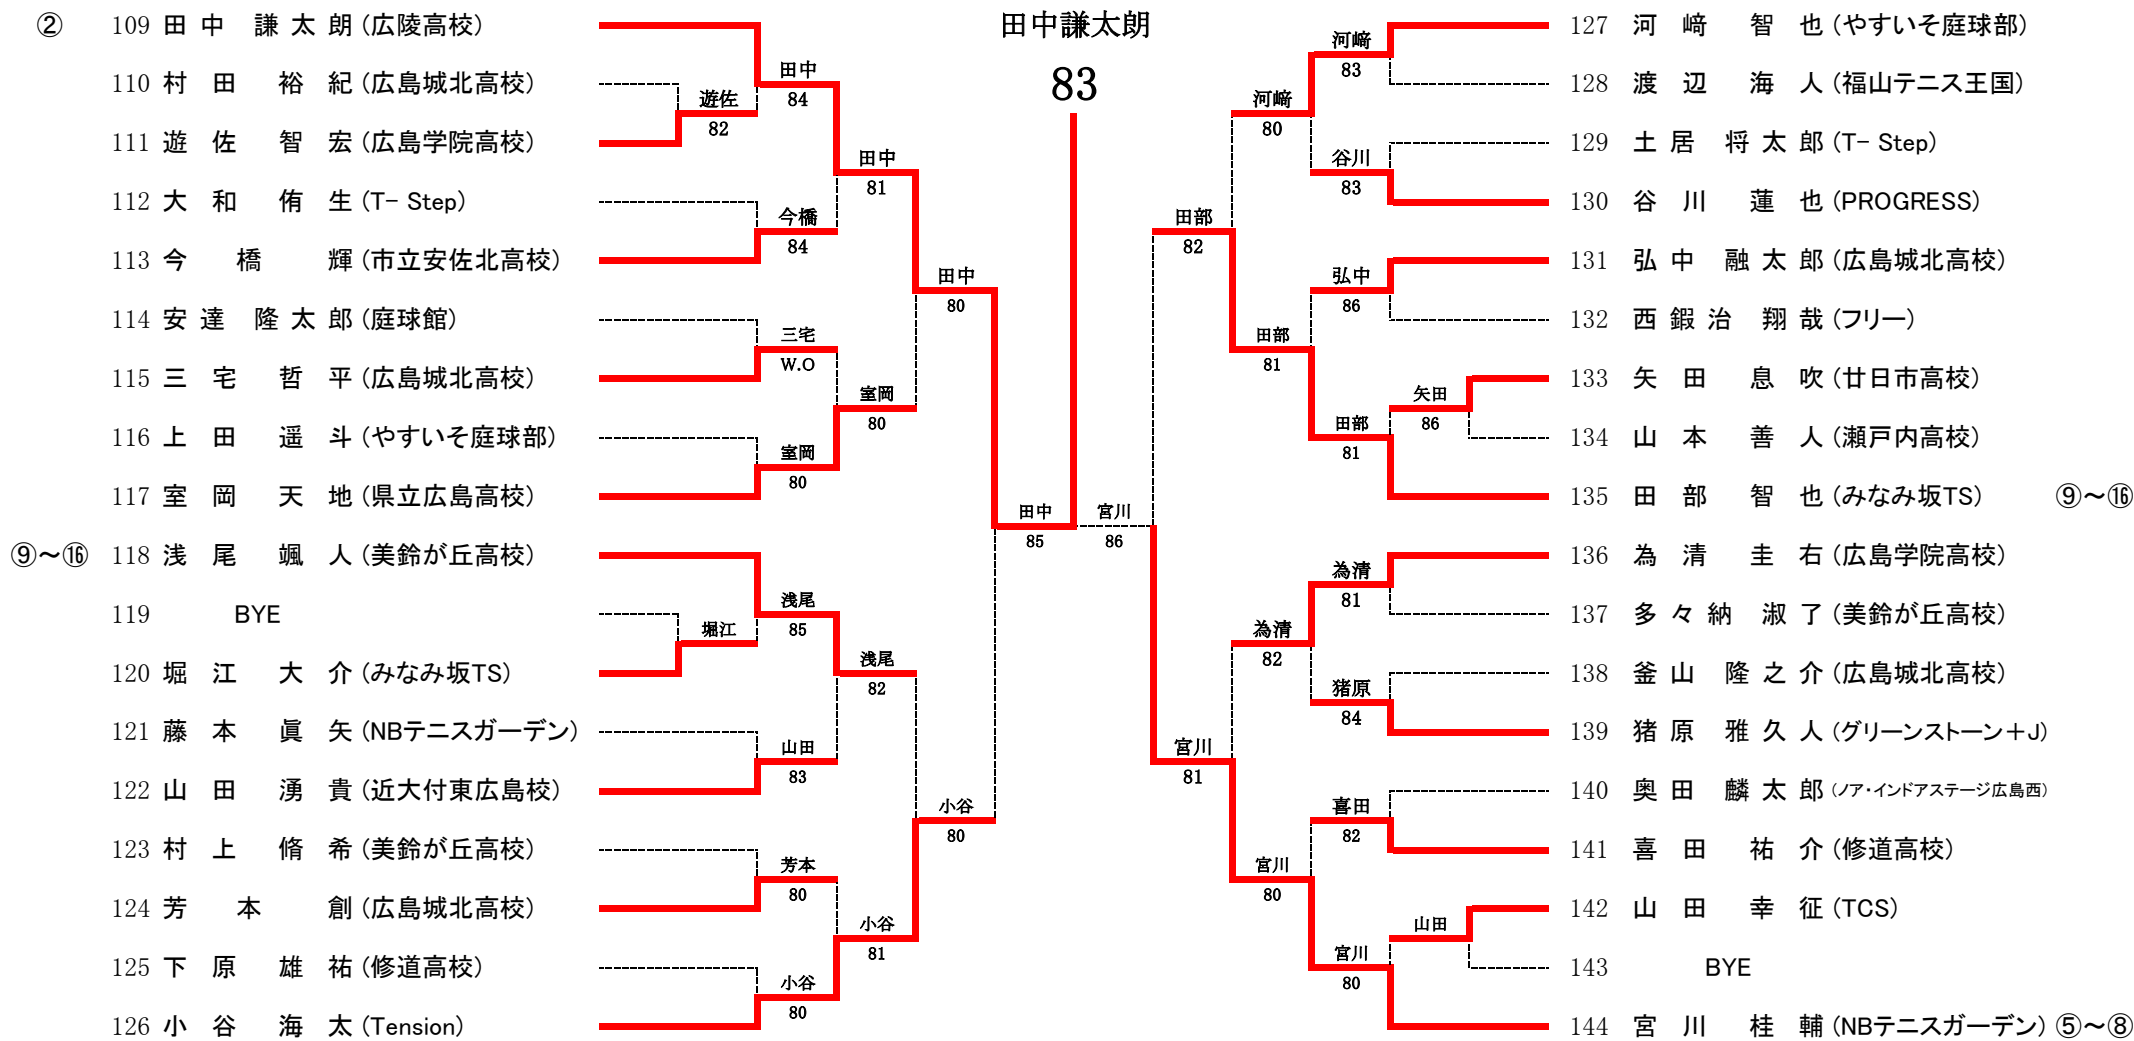 ② 109 田中 謙太朗 (広陵高校)
110 村田 裕紀 (広島城北高校)
111 遊佐 智宏 (広島学院高校)
112 大和 侑生 (T- Step)
113 今橋 輝 (市立安佐北高校)
114 安達 隆太郎 (庭球館)
115 三宅 哲平 (広島城北高校)
116 上田 遥斗 (やすいそ庭球部)
117 室岡 天地 (県立広島高校)
⑨～⑯ 118 浅尾 颯人 (美鈴が丘高校)
119 BYE
120 堀江 大介 (みなみ坂TS)
121 藤本 眞矢 (NBテニスガーデン)
122 山田 湧貴 (近大付東広島校)
123 村上 脩希 (美鈴が丘高校)
124 芳本 創 (広島城北高校)
125 下原 雄祐 (修道高校)
126 小谷 海太 (Tension)
遊佐
82
堀江
田中
84
今橋
84
三宅
W.O
室岡
80
浅尾
85
山田
83
芳本
80
小谷
80
田中
81
室岡
80
浅尾
82
小谷
81
田中
80
小谷
80
田中
85
田中謙太朗
83
宮川
86
田部
82
宮川
81
河﨑
80
田部
81
為清
82
宮川
80
河﨑
83
谷川
83
弘中
86
田部
81
為清
81
猪原
84
喜田
82
宮川
80
矢田
86
山田
127 河﨑 智也 (やすいそ庭球部)
128 渡辺 海人 (福山テニス王国)
129 土居 将太郎 (T- Step)
130 谷川 蓮也 (PROGRESS)
131 弘中 融太郎 (広島城北高校)
132 西鍜治 翔哉 (フリー)
133 矢田 息吹 (廿日市高校)
134 山本 善人 (瀬戸内高校)
135 田部 智也 (みなみ坂TS) ⑨～⑯
136 為清 圭右 (広島学院高校)
137 多々納 淑了 (美鈴が丘高校)
138 釜山 隆之介 (広島城北高校)
139 猪原 雅久人 (グリーンストーン＋J)
140 奥田 麟太郎 (ノア・インドアステージ広島西)
141 喜田 祐介 (修道高校)
142 山田 幸征 (TCS)
143 BYE
144 宮川 桂輔 (NBテニスガーデン) ⑤～⑧